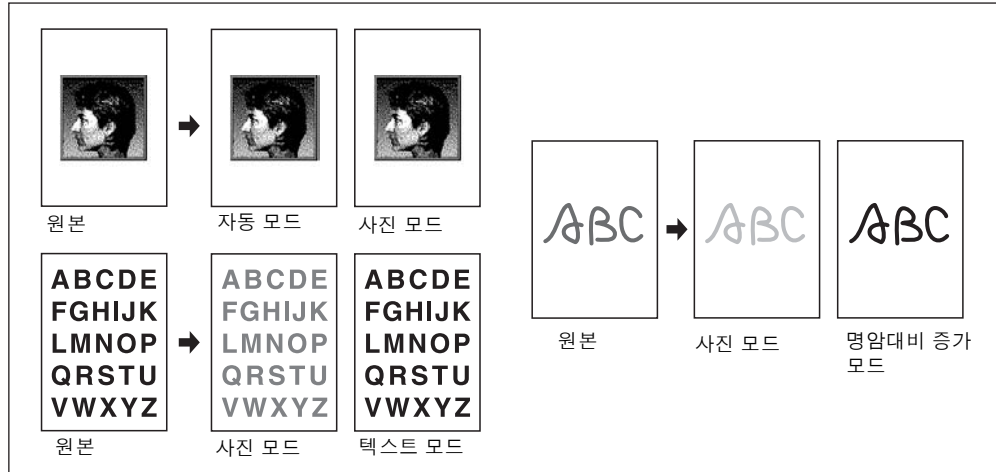 원본
자동 모드
사진 모드
ABCDE
FGHIJK
LMNOP
QRSTU
VWXYZ
원본
ABCDE
FGHIJK
LMNOP
QRSTU
VWXYZ
사진 모드
ABCDE
FGHIJK
LMNOP
QRSTU
VWXYZ
텍스트 모드
ABC
원본
ABC
사진 모드
ABC
명암대비 증가
모드